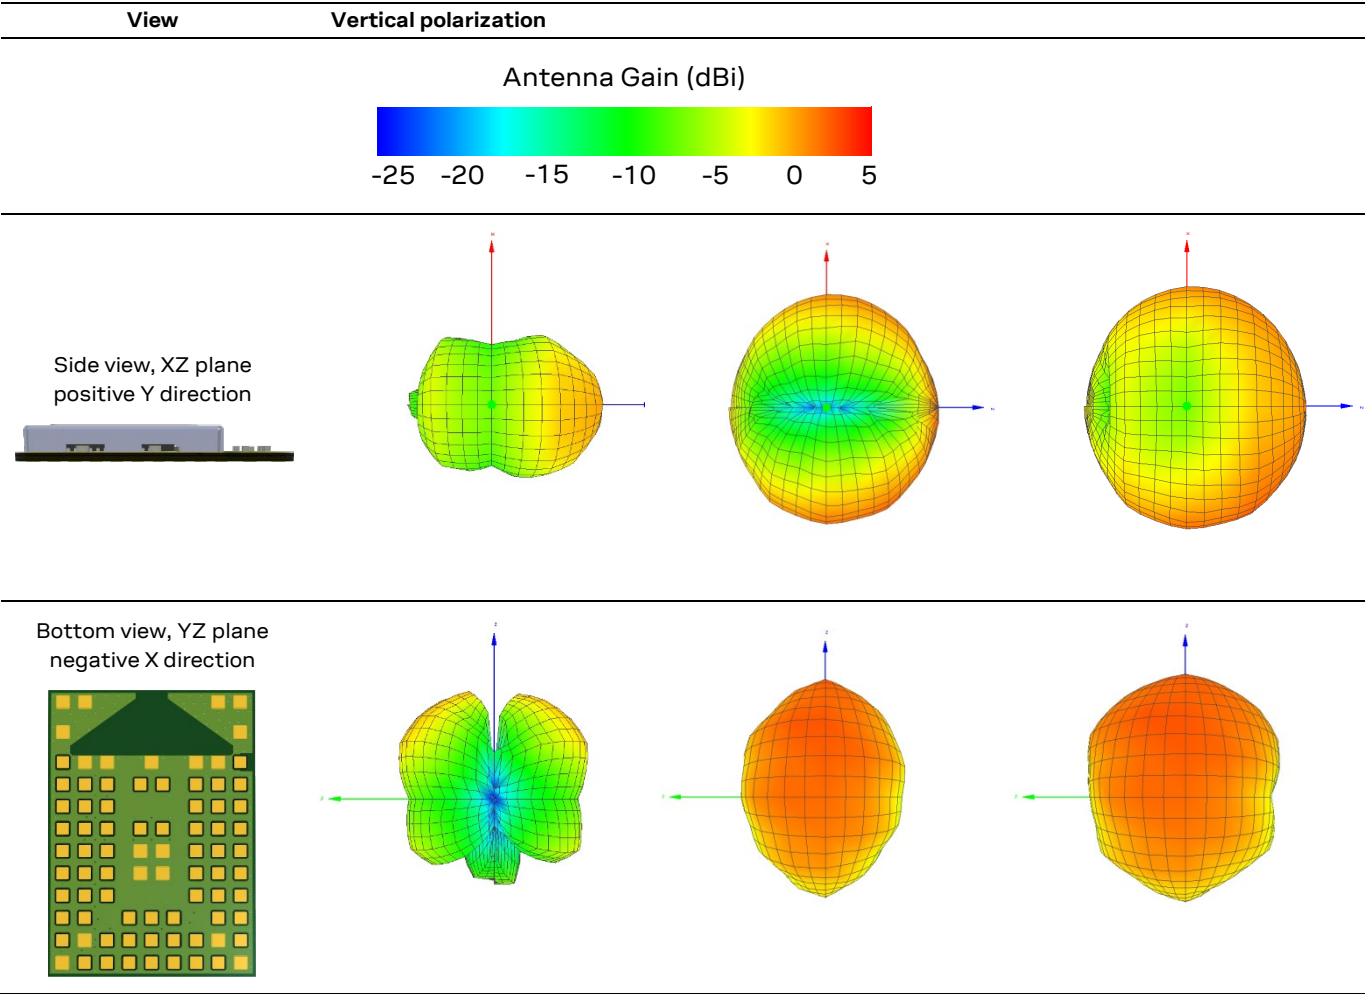 View Vertical polarization
Antenna Gain (dBi)
-25 -20 -15 -10 -5 0 5
Side view, XZ plane
positive Y direction
Bottom view, YZ plane
negative X direction